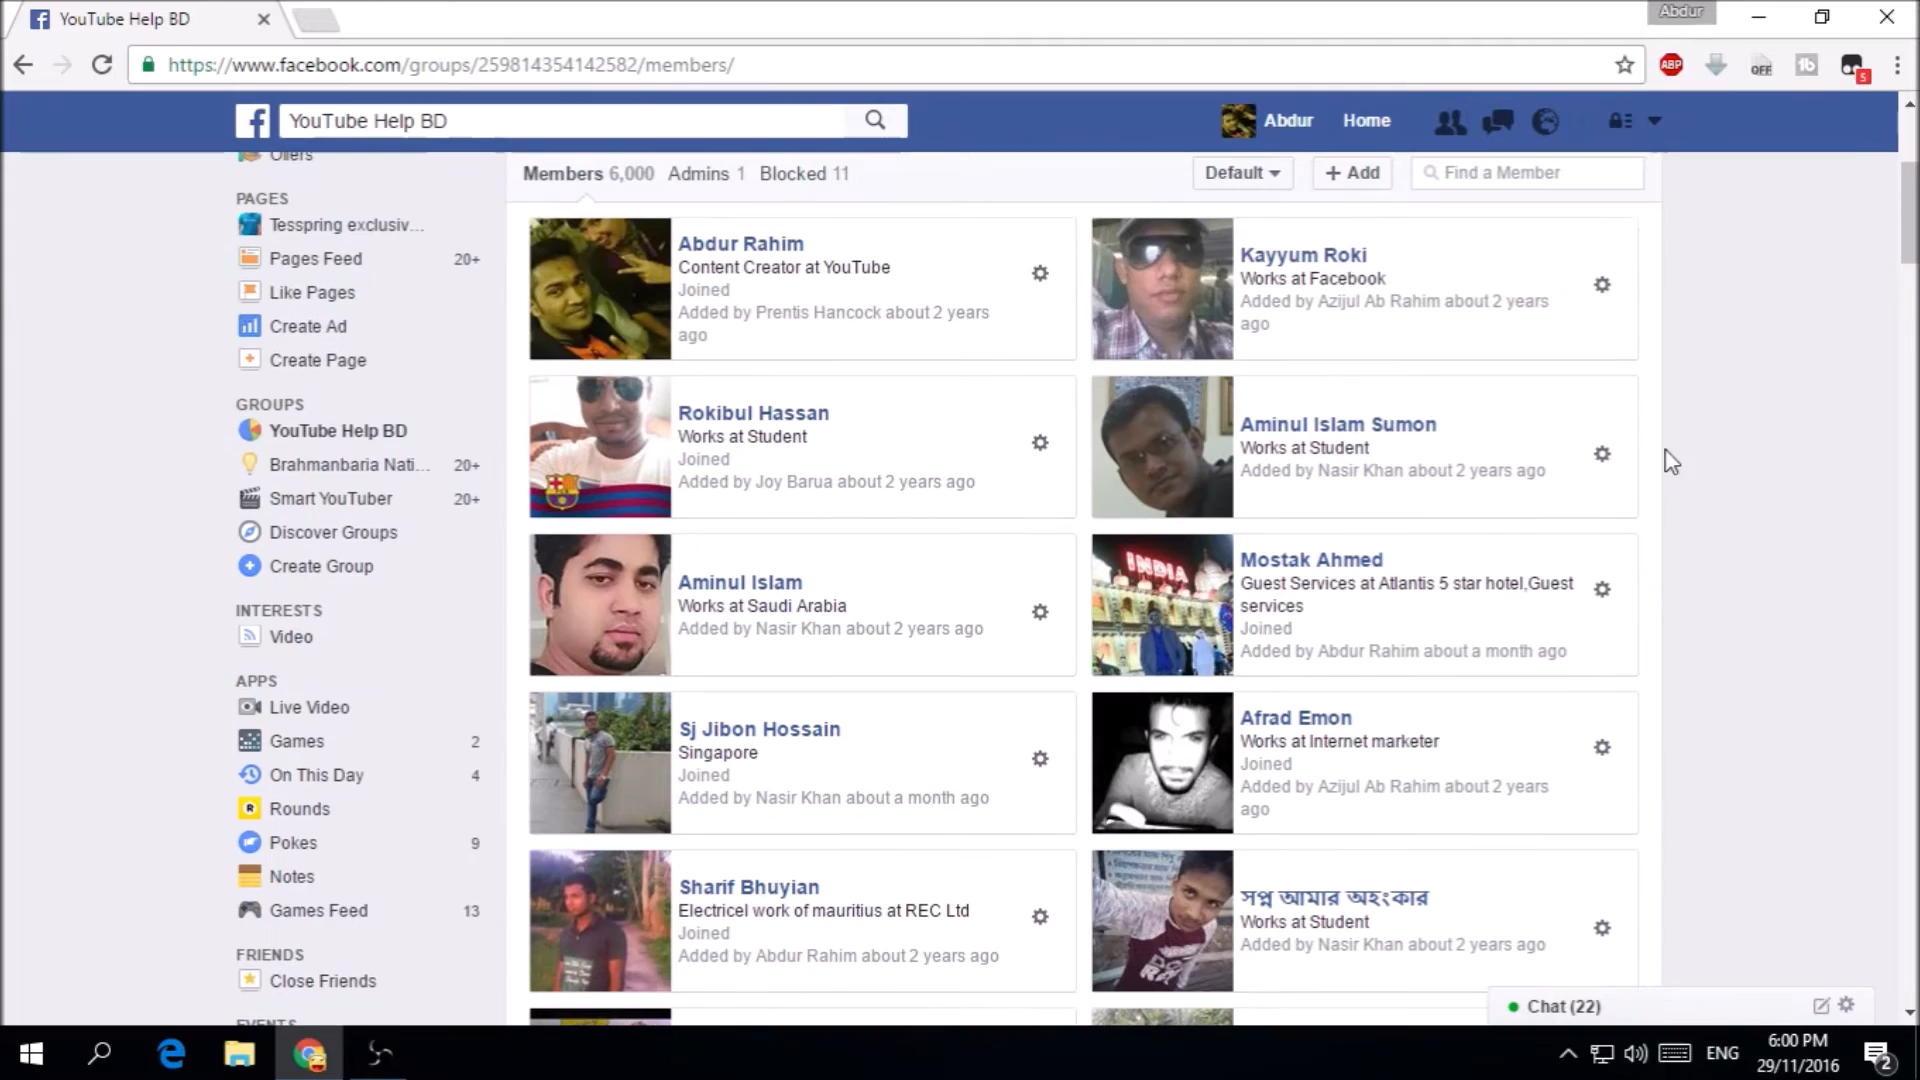 YouTube Help BD
Abdur
https://www.facebook.com/groups/259814354142582/members/
ABP
OFF
5
YouTube Help BD
Abdur
Home
Offers
PAGES
Tesspring exclusiv...
Pages Feed 20+
Like Pages
Create Ad
Create Page
GROUPS
YouTube Help BD
Brahmanbaria Nati... 20+
Smart YouTuber 20+
Discover Groups
Create Group
INTERESTS
Video
APPS
Live Video
Games 2
On This Day 4
Rounds
Pokes 9
Notes
Games Feed 13
FRIENDS
Close Friends
EVENTS
Members 6,000 Admins 1 Blocked 11
Default
+ Add
Find a Member
Abdur Rahim
Content Creator at YouTube
Joined
Added by Prentis Hancock about 2 years
ago
Kayyum Roki
Works at Facebook
Added by Azijul Ab Rahim about 2 years
ago
Rokibul Hassan
Works at Student
Joined
Added by Joy Barua about 2 years ago
Aminul Islam Sumon
Works at Student
Added by Nasir Khan about 2 years ago
Aminul Islam
Works at Saudi Arabia
Added by Nasir Khan about 2 years ago
INDIA
Mostak Ahmed
Guest Services at Atlantis 5 star hotel,Guest
services
Joined
Added by Abdur Rahim about a month ago
Sj Jibon Hossain
Singapore
Joined
Added by Nasir Khan about a month ago
Afrad Emon
Works at Internet marketer
Joined
Added by Azijul Ab Rahim about 2 years
ago
Sharif Bhuyian
Electricel work of mauritius at REC Ltd
Joined
Added by Abdur Rahim about 2 years ago
সপ্ন আমার অহংকার
Works at Student
Added by Nasir Khan about 2 years ago
Chat (22)
ENG
6:00 PM
29/11/2016
2